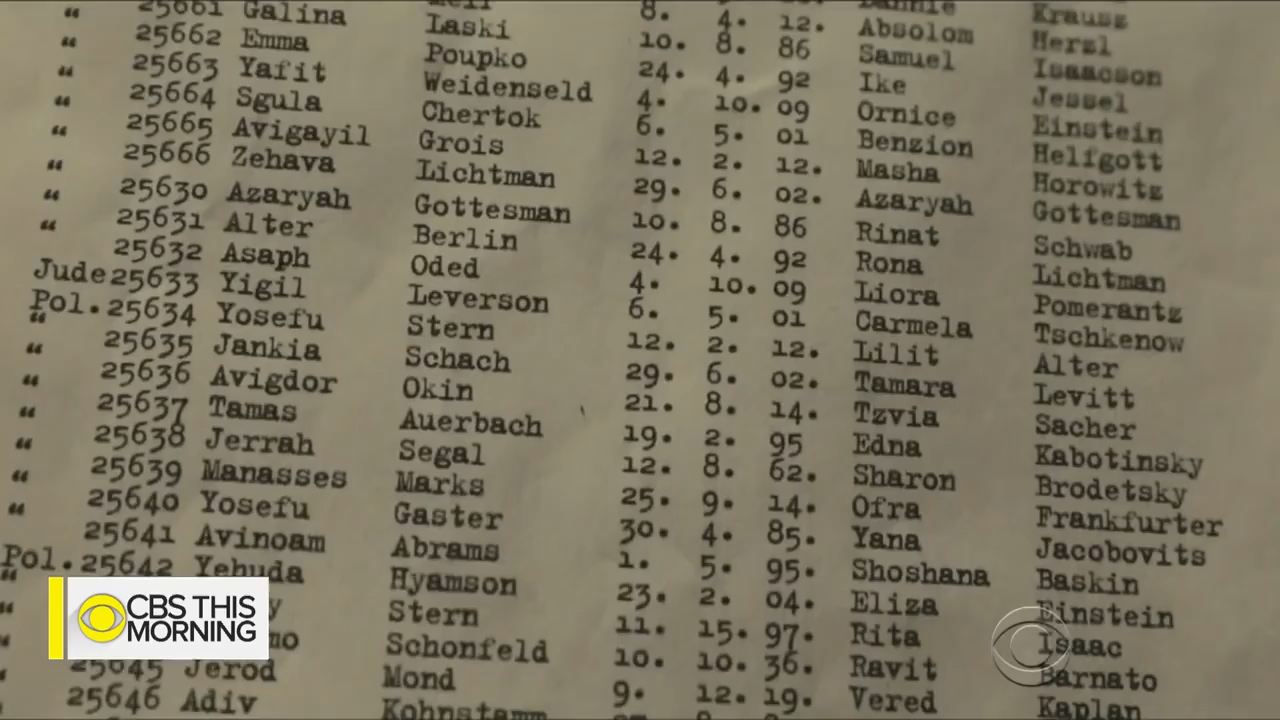 Krausz
8. 4. 12. Absolom Herzl
“ 25661 Galina Laski 10. 8. 86 Samuel Isaacson
“ 25662 Emma Poupko 24. 4. 92 Ike Jessel
“ 25663 Yafit Weidenseld 4. 10. 09 Ornice Einstein
“ 25664 Sgula Chertok 6. 5. 01 Benzion Helfgott
“ 25665 Avigayil Grois 12. 2. 12. Masha Horowitz
“ 25666 Zehava Lichtman 29. 6. 02. Azaryah Gottesman
“ 25630 Azaryah Gottesman 10. 8. 86 Rinat Schwab
“ 25631 Alter Berlin 24. 4. 92 Rona Lichtman
25632 Asaph Oded 4. 10. 09 Liora Pomerantz
Jude 25633 Yigil Leverson 6. 5. 01 Carmela Tschkenow
Pol. 25634 Yosefu Stern 12. 2. 12. Lilit Alter
“ 25635 Jankia Schach 29. 6. 02. Tamara Levitt
“ 25636 Avigdor Okin 21. 8. 14. Tzvia Sacher
“ 25637 Tamas Auerbach 19. 2. 95 Edna Kabotinsky
“ 25638 Jerrah Segal 12. 8. 62. Sharon Brodetsky
“ 25639 Manasses Marks 25. 9. 14. Ofra Frankfurter
“ 25640 Yosefu Gaster 30. 4. 85. Yana Jacobovits
“ 25641 Avinoam Abrams 1. 5. 95. Shoshana Baskin
Pol. 25642 Yehuda Hyamson 23. 2. 04. Eliza Einstein
“ Stern 11. 15. 97. Rita Isaac
“ Schonfeld 10. 10. 36. Ravit Barnato
“ 25645 Jerod Mond 9. 12. 19. Vered Kaplan
25646 Adiv Kohnstamm
CBS THIS
MORNING